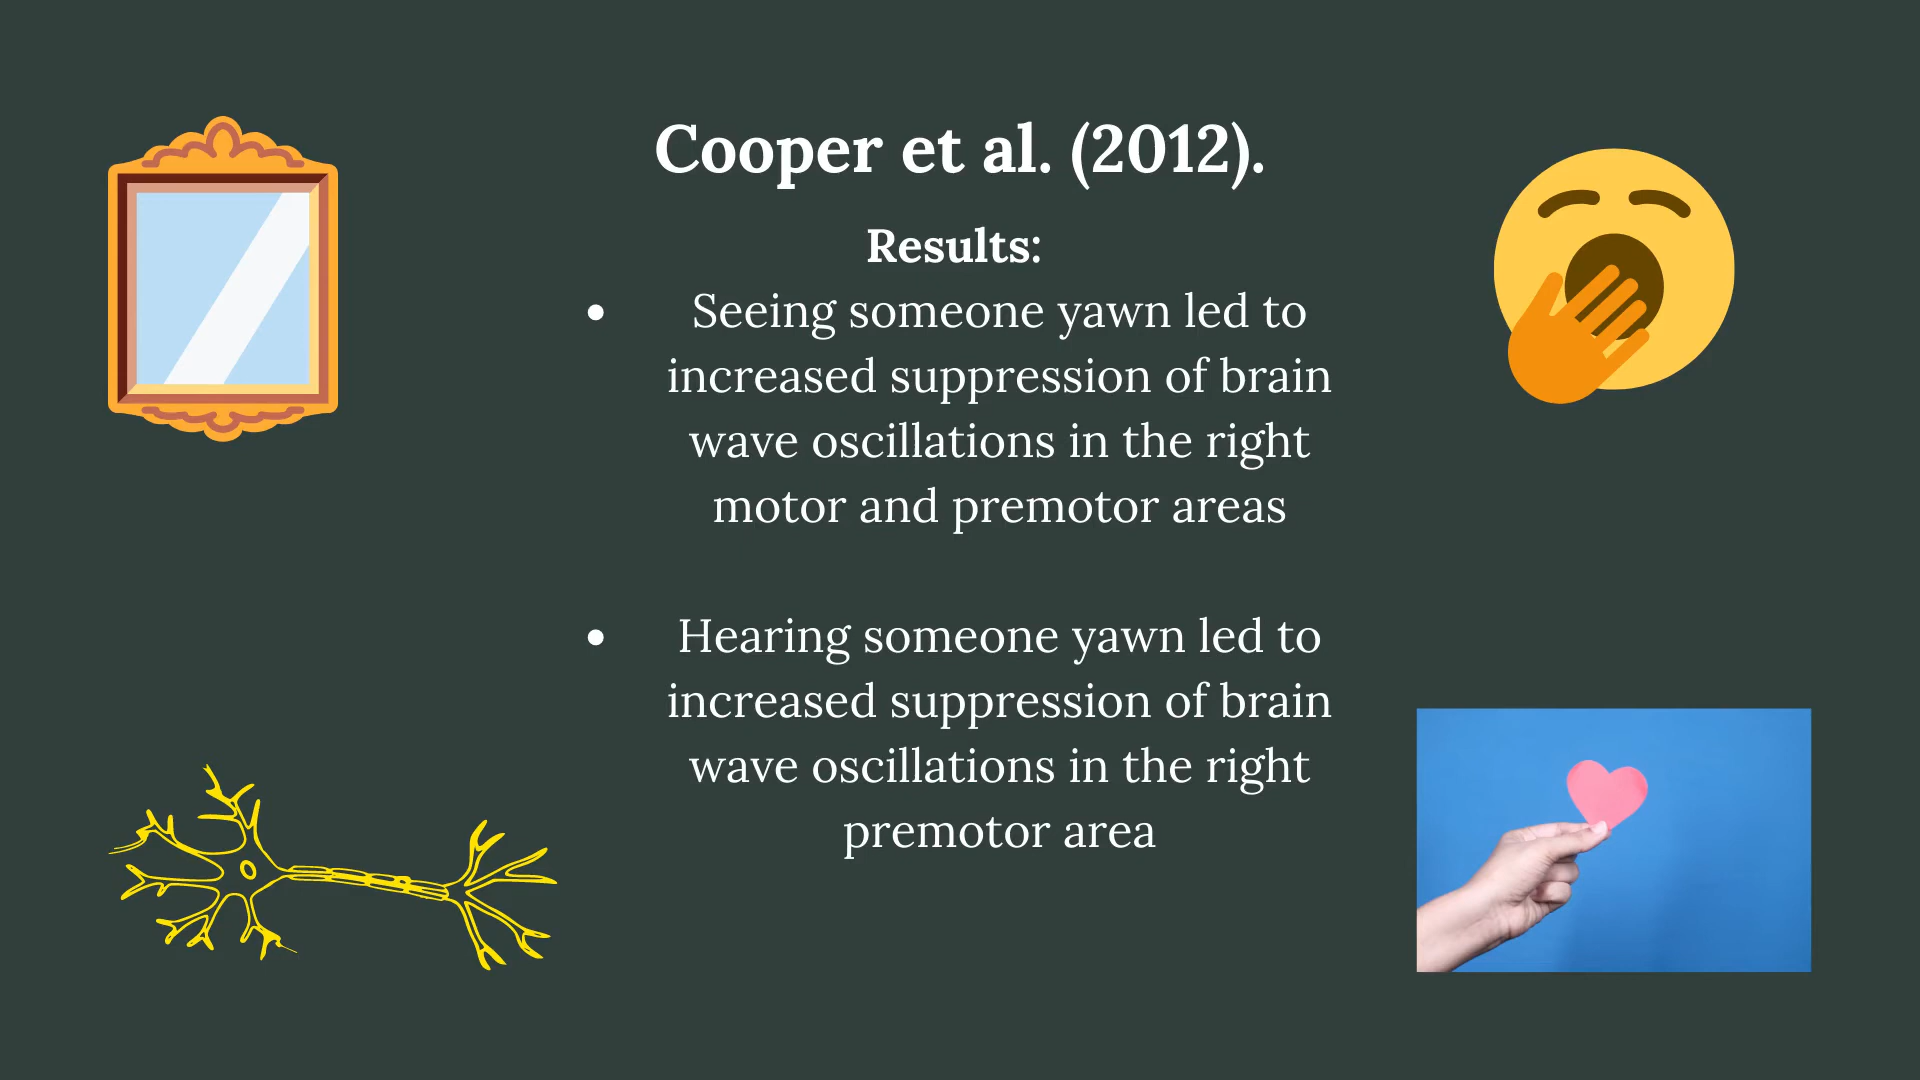 Cooper et al. (2012).
Results:
• Seeing someone yawn led to
increased suppression of brain
wave oscillations in the right
motor and premotor areas
• Hearing someone yawn led to
increased suppression of brain
wave oscillations in the right
premotor area